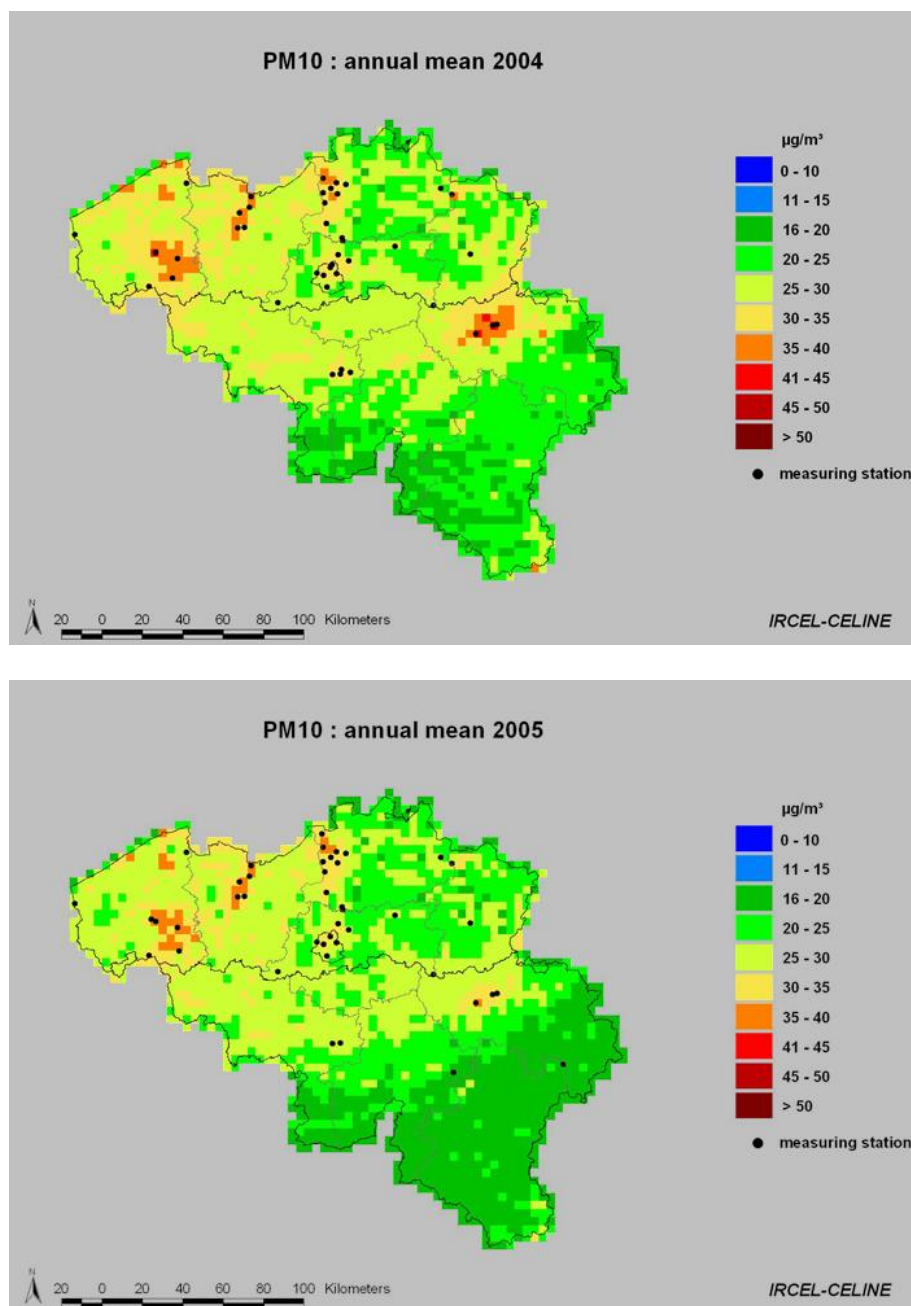 PM10 : annual mean 2004
µg/m³
0 - 10
11 - 15
16 - 20
20 - 25
25 - 30
30 - 35
35 - 40
41 - 45
45 - 50
> 50
measuring station
N
20 0 20 40 60 80 100 Kilometers
IRCEL-CELINE
PM10 : annual mean 2005
µg/m³
0 - 10
11 - 15
16 - 20
20 - 25
25 - 30
30 - 35
35 - 40
41 - 45
45 - 50
> 50
measuring station
N
20 0 20 40 60 80 100 Kilometers
IRCEL-CELINE